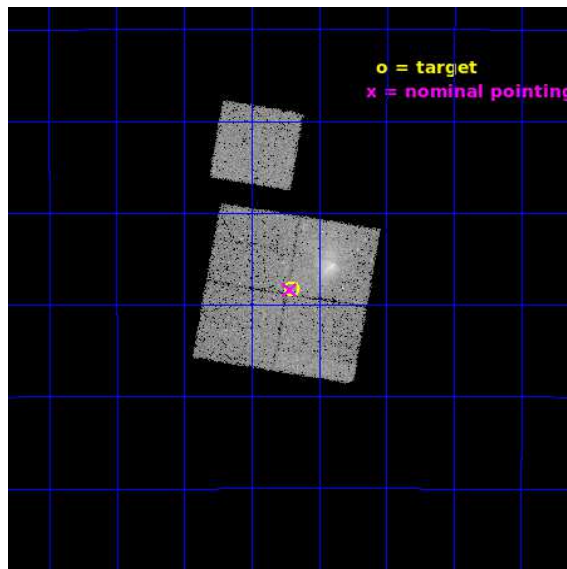 o = target
x = nominal pointing